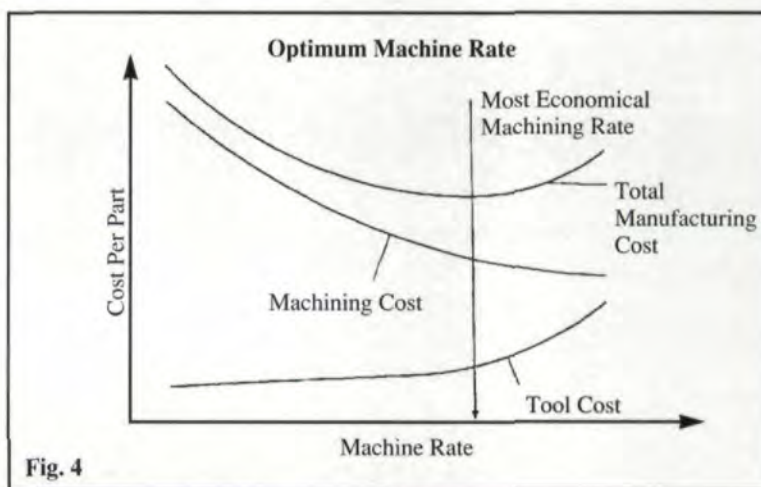 Optimum Machine Rate
Most Economical
Machining Rate
Total
Manufacturing
Cost
Cost Per Part
Machining Cost
Tool Cost
Machine Rate
Fig. 4